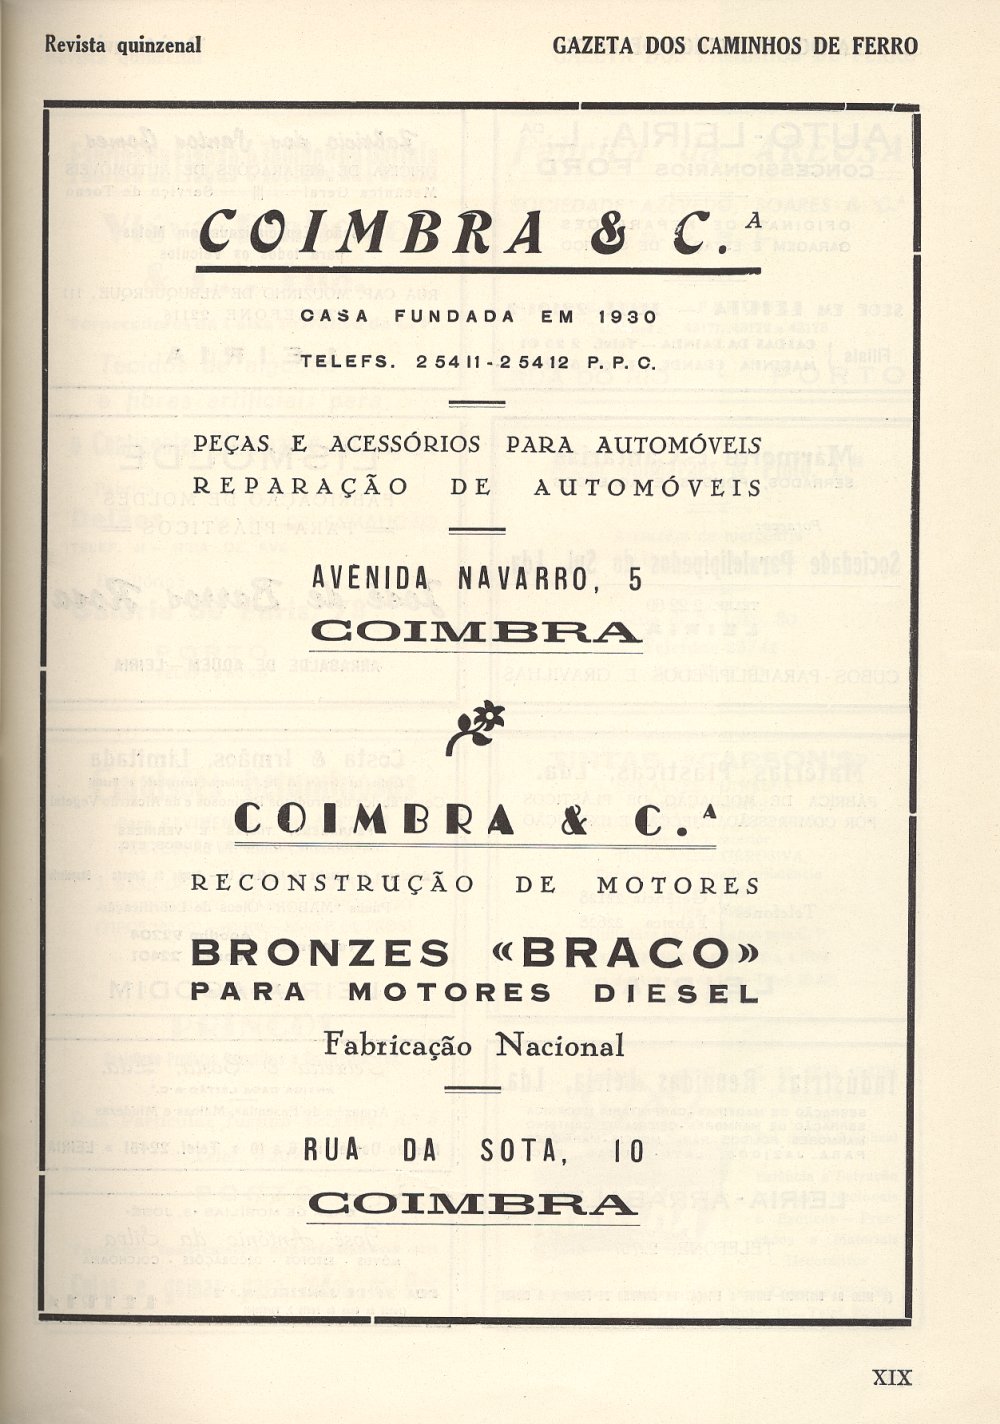 Revista quinzenal GAZETA DOS CAMINHOS DE FERRO
COIMBRA & C.ᴬ
CASA FUNDADA EM 1930
TELEFS. 25411-25412 P. P. C.
PEÇAS E ACESSÓRIOS PARA AUTOMÓVEIS
REPARAÇÃO DE AUTOMÓVEIS
AVENIDA NAVARRO, 5
COIMBRA
COIMBRA & C.ᴬ
RECONSTRUÇÃO DE MOTORES
BRONZES «BRACO»
PARA MOTORES DIESEL
Fabricação Nacional
RUA DA SOTA, 10
COIMBRA
XIX